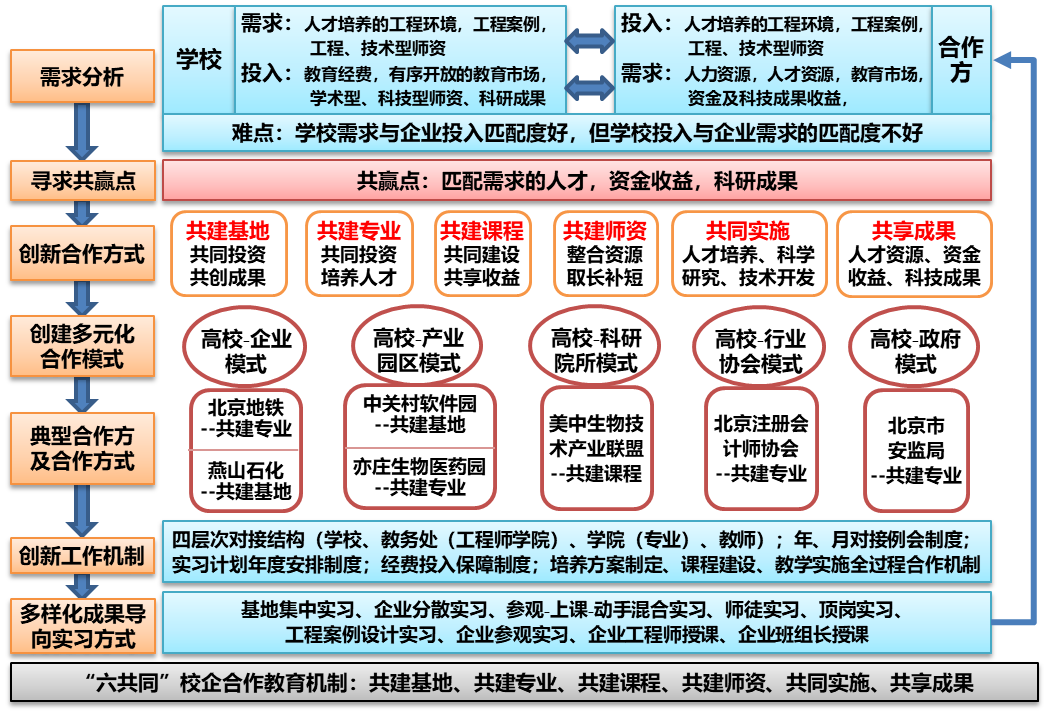 需求分析
学校
需求：人才培养的工程环境，工程案例，
工程、技术型师资
投入：教育经费，有序开放的教育市场，
学术型、科技型师资、科研成果
投入：人才培养的工程环境，工程案例，
工程、技术型师资
需求：人力资源，人才资源，教育市场，
资金及科技成果收益，
合作
方
难点：学校需求与企业投入匹配度好，但学校投入与企业需求的匹配度不好
寻求共赢点
共赢点：匹配需求的人才，资金收益，科研成果
创新合作方式
共建基地
共同投资
共创成果
共建专业
共同投资
培养人才
共建课程
共同建设
共享收益
共建师资
整合资源
取长补短
共同实施
人才培养、科学
研究、技术开发
共享成果
人才资源、资金
收益、科技成果
创建多元化
合作模式
高校-企业
模式
高校-产业
园区模式
高校-科研
院所模式
高校-行业
协会模式
高校-政府
模式
典型合作方
及合作方式
北京地铁
--共建专业
燕山石化
--共建基地
中关村软件园
--共建基地
亦庄生物医药园
--共建专业
美中生物技
术产业联盟
--共建课程
北京注册会
计师协会
--共建专业
北京市
安监局
--共建专业
创新工作机制
四层次对接结构（学校、教务处（工程师学院）、学院（专业）、教师）；年、月对接例会制度；
实习计划年度安排制度；经费投入保障制度；培养方案制定、课程建设、教学实施全过程合作机制
多样化成果导
向实习方式
基地集中实习、企业分散实习、参观-上课-动手混合实习、师徒实习、顶岗实习、
工程案例设计实习、企业参观实习、企业工程师授课、企业班组长授课
“六共同”校企合作教育机制：共建基地、共建专业、共建课程、共建师资、共同实施、共享成果